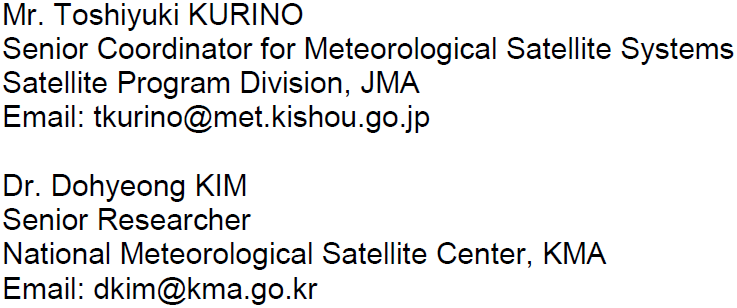 Mr. Toshiyuki KURINO
Senior Coordinator for Meteorological Satellite Systems
Satellite Program Division, JMA
Email: tkurino@met.kishou.go.jp
Dr. Dohyeong KIM
Senior Researcher
National Meteorological Satellite Center, KMA
Email: dkim@kma.go.kr